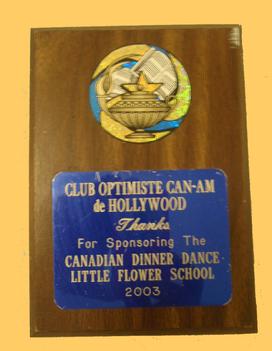 CLUB OPTIMISTE CAN-AM
de HOLLYWOOD
Thanks
For Sponsoring The
CANADIAN DINNER DANCE
LITTLE FLOWER SCHOOL
2003